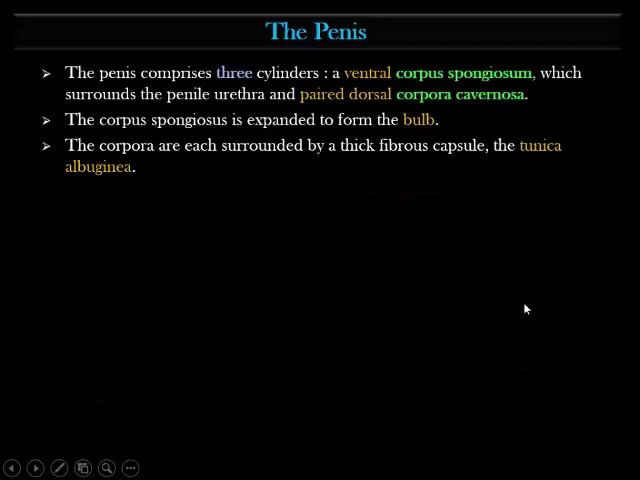 The Penis
➢ The penis comprises three cylinders : a ventral corpus spongiosum, which
surrounds the penile urethra and paired dorsal corpora cavernosa.
➢ The corpus spongiosus is expanded to form the bulb.
➢ The corpora are each surrounded by a thick fibrous capsule, the tunica
albuginea.